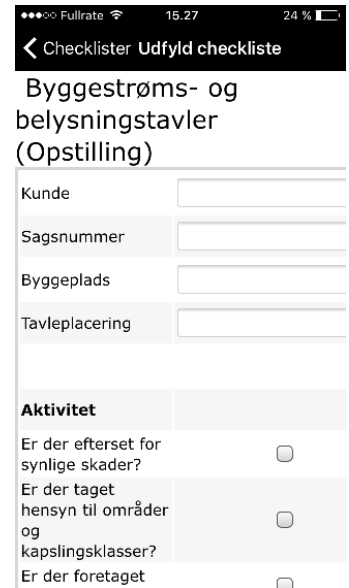 Fullrate 15.27 24 %
Checklister Udfyld checkliste
Byggestrøms- og
belysningstavler
(Opstilling)
Kunde
Sagsnummer
Byggeplads
Tavleplacering
Aktivitet
Er der efterset for
synlige skader?
Er der taget
hensyn til områder
og
kapslingsklasser?
Er der foretaget